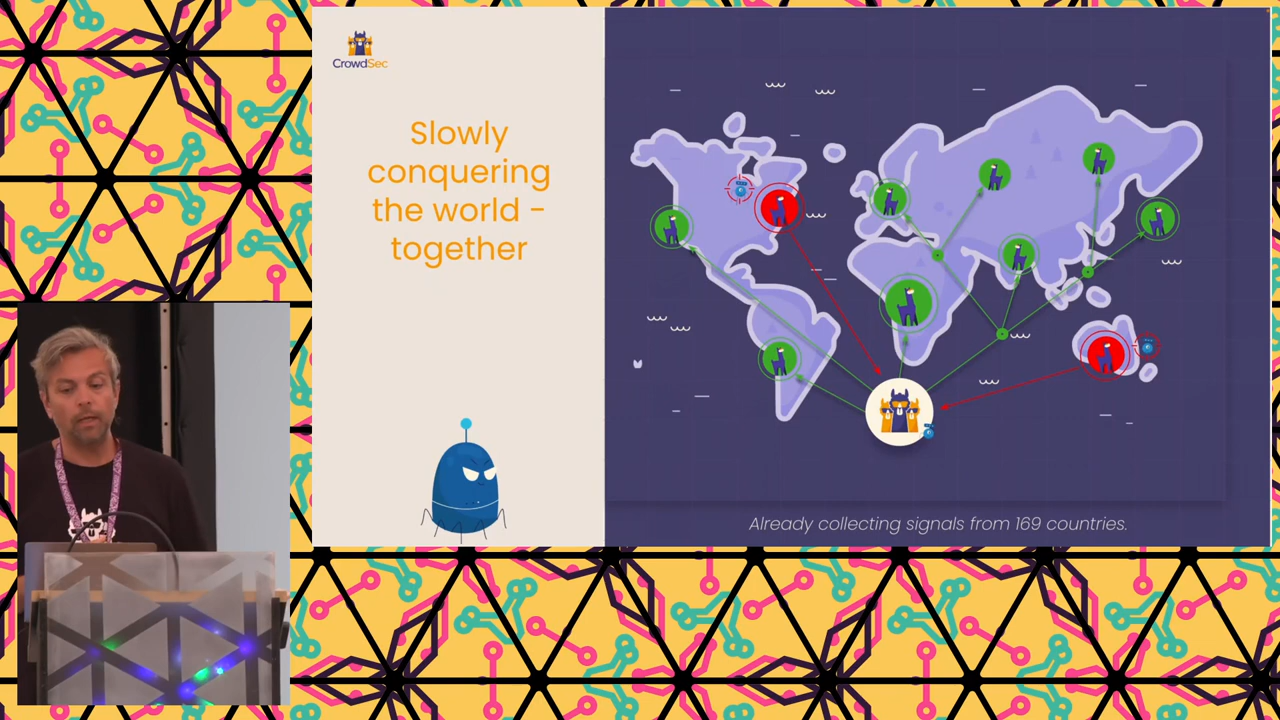 CrowdSec
Slowly
conquering
the world -
together
Already collecting signals from 169 countries.